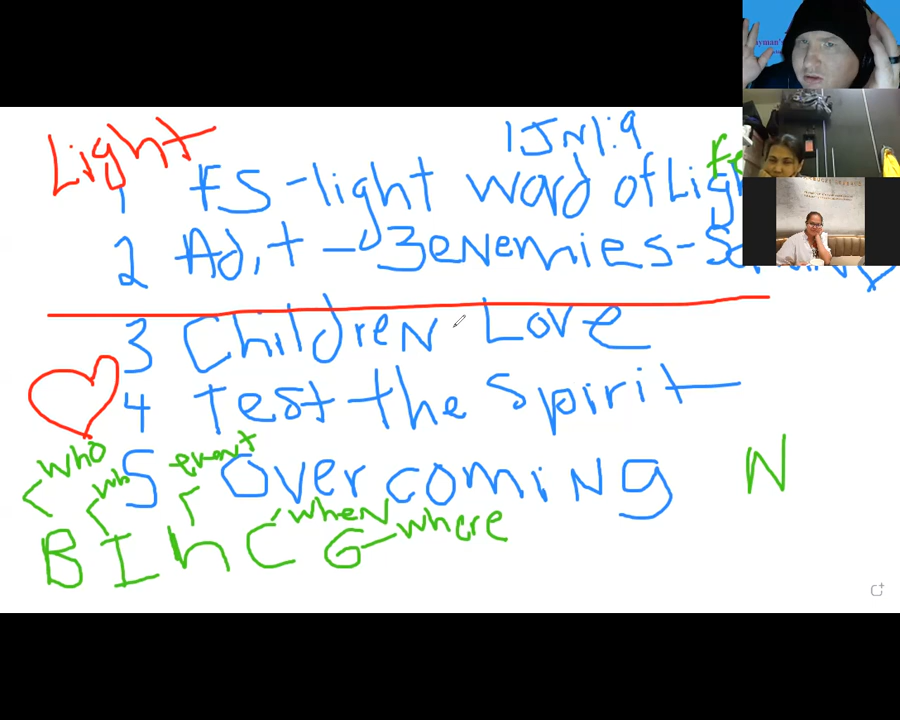 Light
1JN1:9
1 FS-light Word of Ligh
2 Ad,t - 3 enemies-
3 Children Love
4 Test the Spirit
who event
5 Overcoming N
when where
B I h C G